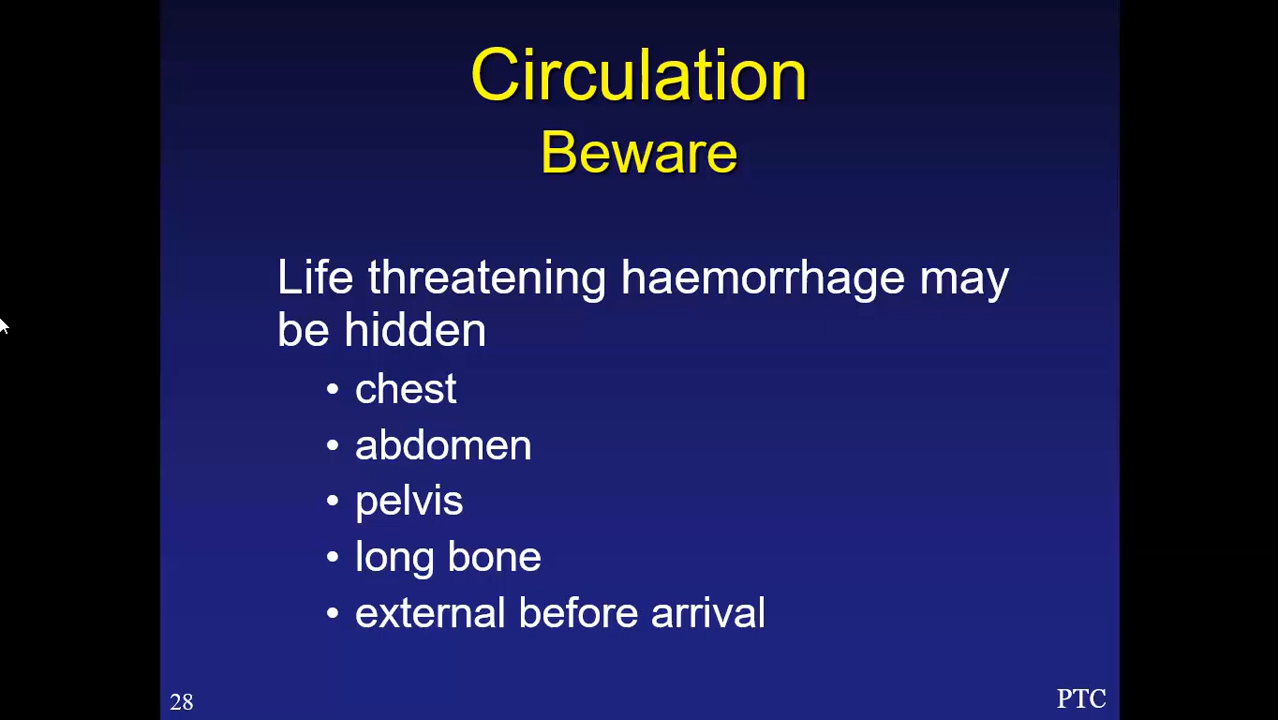 Circulation
Beware
Life threatening haemorrhage may
be hidden
• chest
• abdomen
• pelvis
• long bone
• external before arrival
28
PTC